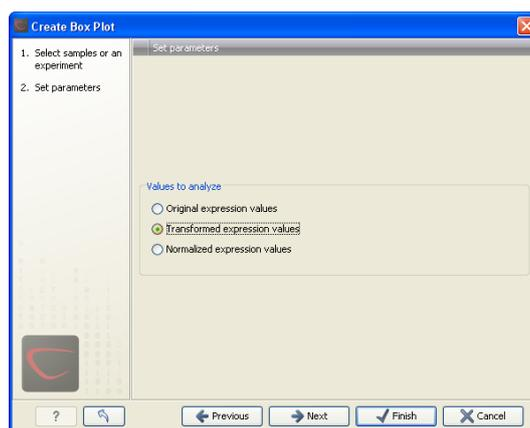 Create Box Plot
1. Select samples or an
experiment
2. Set parameters
Set parameters
Values to analyze
Original expression values
Transformed expression values
Normalized expression values
?
Previous
Next
Finish
Cancel